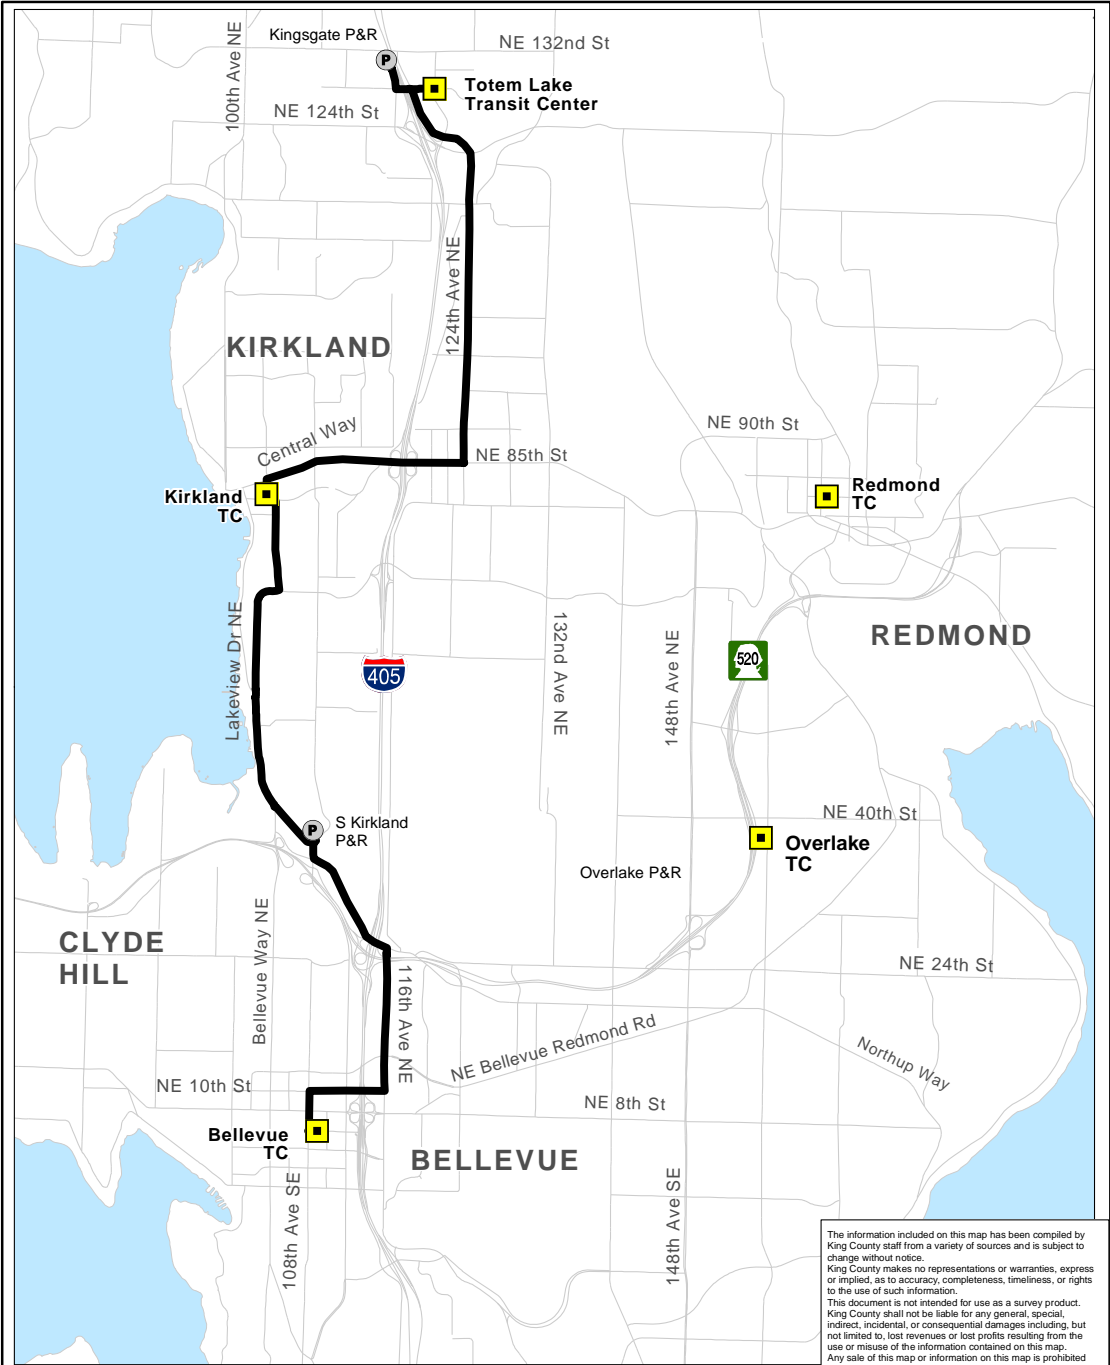 Kingsgate P&R
P
NE 132nd St
100th Ave NE
Totem Lake
Transit Center
NE 124th St
124th Ave NE
KIRKLAND
Central Way
NE 90th St
NE 85th St
Kirkland
TC
Redmond
TC
Lakeview Dr NE
132nd Ave NE
148th Ave NE
REDMOND
520
405
NE 40th St
P
S Kirkland
P&R
Overlake
TC
Overlake P&R
CLYDE
HILL
Bellevue Way NE
NE 24th St
116th Ave NE
NE Bellevue Redmond Rd
Northup Way
NE 10th St
NE 8th St
Bellevue
TC
BELLEVUE
108th Ave SE
148th Ave SE
The information included on this map has been compiled by
King County staff from a variety of sources and is subject to
change without notice.
King County makes no representations or warranties, express
or implied, as to accuracy, completeness, timeliness, or rights
to the use of such information.
This document is not intended for use as a survey product.
King County shall not be liable for any general, special,
indirect, incidental, or consequential damages including, but
not limited to, lost revenues or lost profits resulting from the
use or misuse of the information contained on this map.
Any sale of this map or information on this map is prohibited